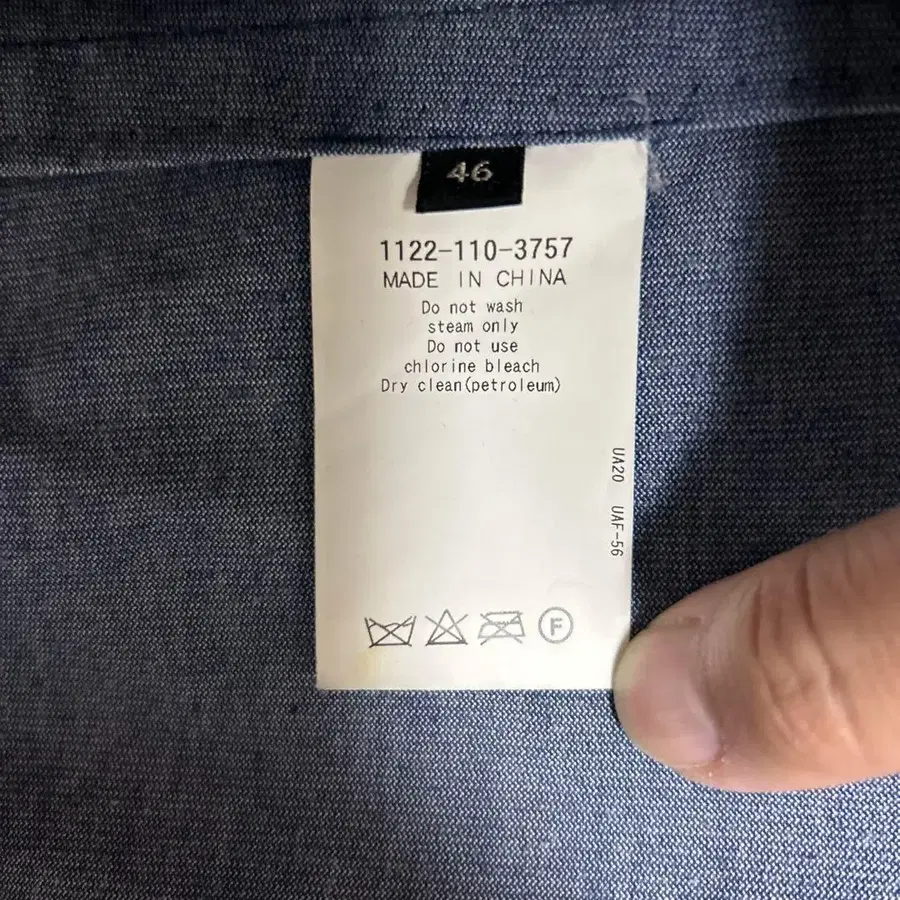 46
1122-110-3757
MADE IN CHINA
Do not wash
steam only
Do not use
chlorine bleach
Dry clean(petroleum)
UA20 UAF-56
F